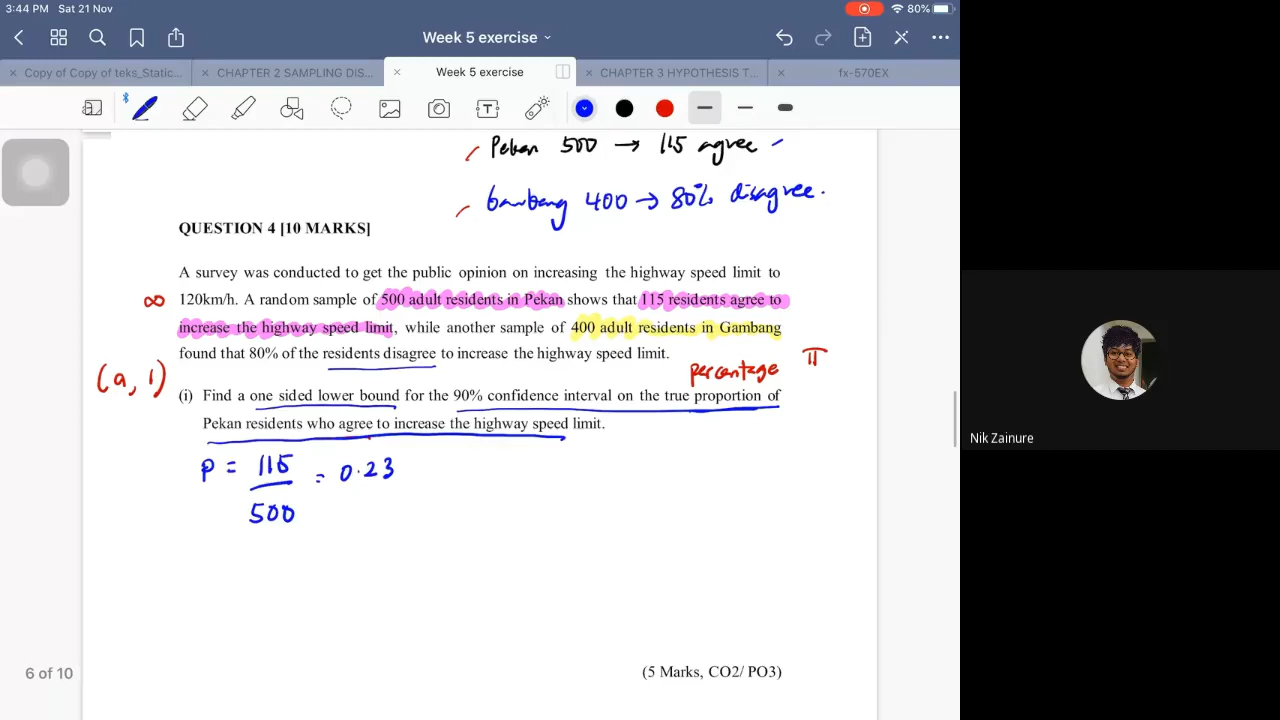 3:44 PM Sat 21 Nov 80%
Week 5 exercise
Copy of Copy of teks_Static... CHAPTER 2 SAMPLING DIS... Week 5 exercise CHAPTER 3 HYPOTHESIS T... fx-570EX
Pekan 500 → 115 agree
Gambang 400 → 80% disagree.
QUESTION 4 [10 MARKS]
A survey was conducted to get the public opinion on increasing the highway speed limit to
∞ 120km/h. A random sample of 500 adult residents in Pekan shows that 115 residents agree to
increase the highway speed limit, while another sample of 400 adult residents in Gambang
found that 80% of the residents disagree to increase the highway speed limit.
percentage π
(a, 1)
(i) Find a one sided lower bound for the 90% confidence interval on the true proportion of
Pekan residents who agree to increase the highway speed limit.
P = 115 = 0.23
500
Nik Zainure
6 of 10
(5 Marks, CO2/ PO3)